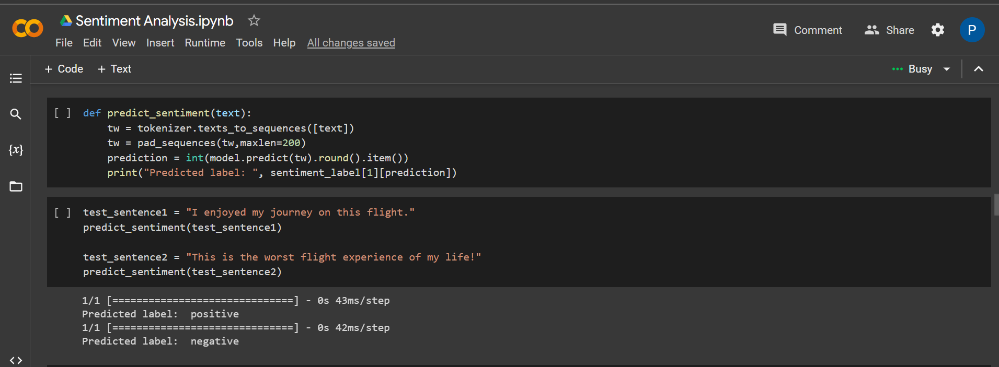 Sentiment Analysis.ipynb
File Edit View Insert Runtime Tools Help All changes saved
Comment Share P
+ Code + Text
Busy
{x}
[ ] def predict_sentiment(text):
    tw = tokenizer.texts_to_sequences([text])
    tw = pad_sequences(tw,maxlen=200)
    prediction = int(model.predict(tw).round().item())
    print("Predicted label: ", sentiment_label[1][prediction])
[ ] test_sentence1 = "I enjoyed my journey on this flight."
predict_sentiment(test_sentence1)
test_sentence2 = "This is the worst flight experience of my life!"
predict_sentiment(test_sentence2)
1/1 [==============================] - 0s 43ms/step
Predicted label:  positive
1/1 [==============================] - 0s 42ms/step
Predicted label:  negative